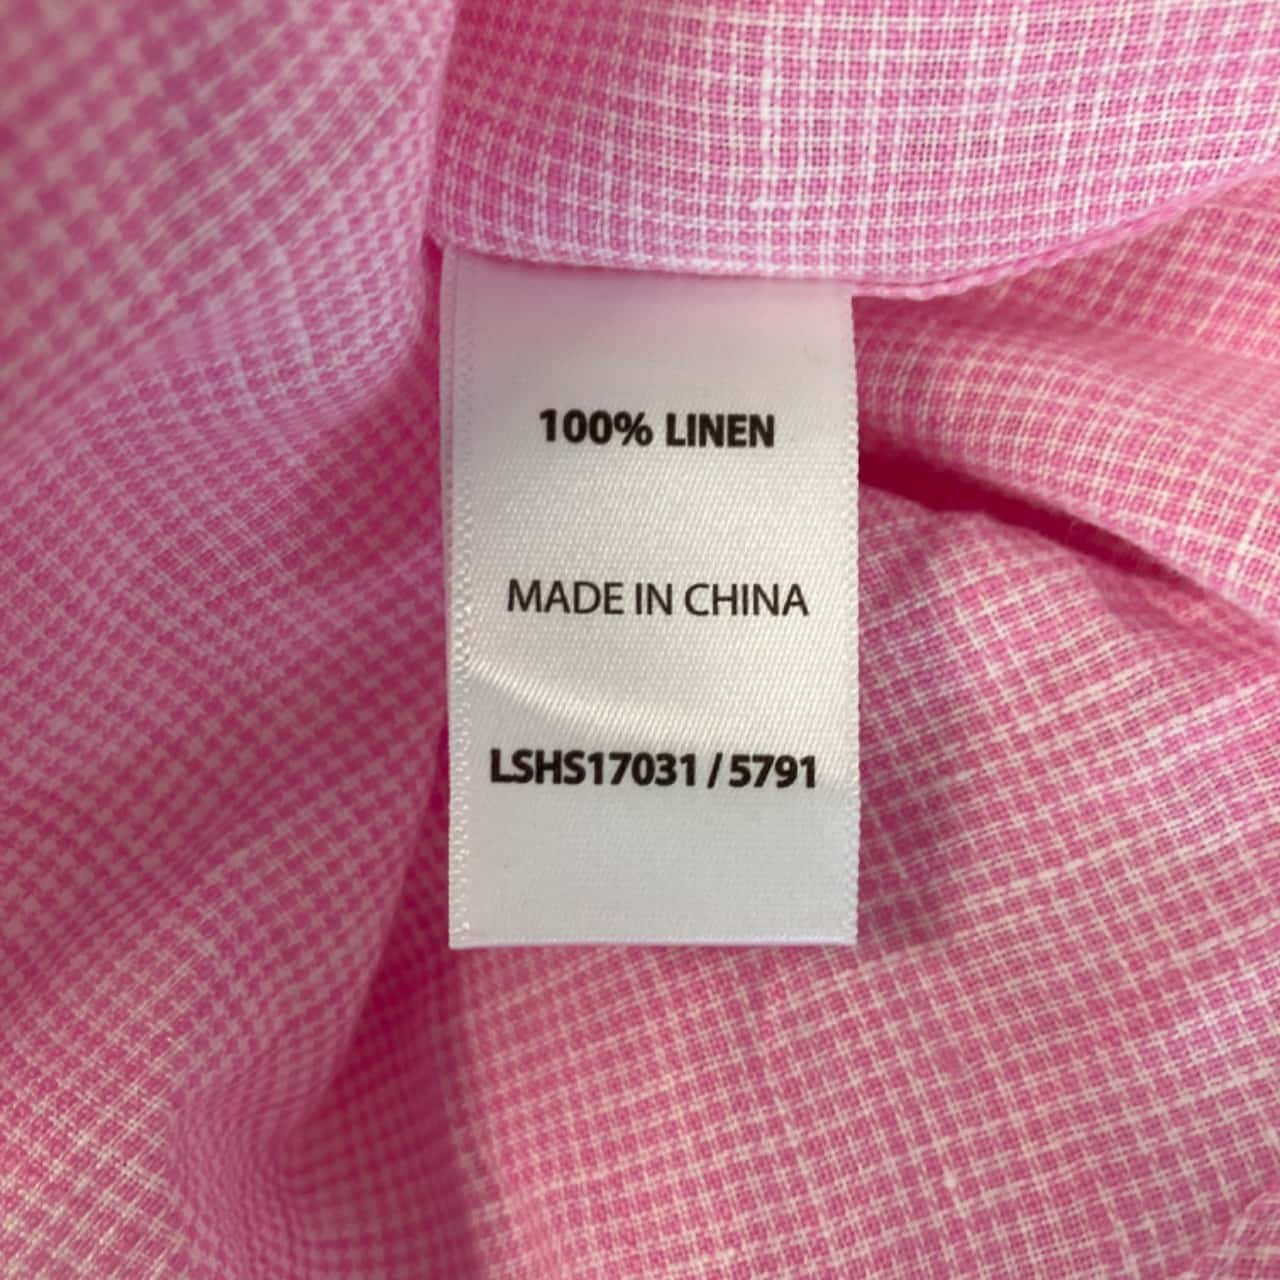 100% LINEN
MADE IN CHINA
LSHS17031 / 5791